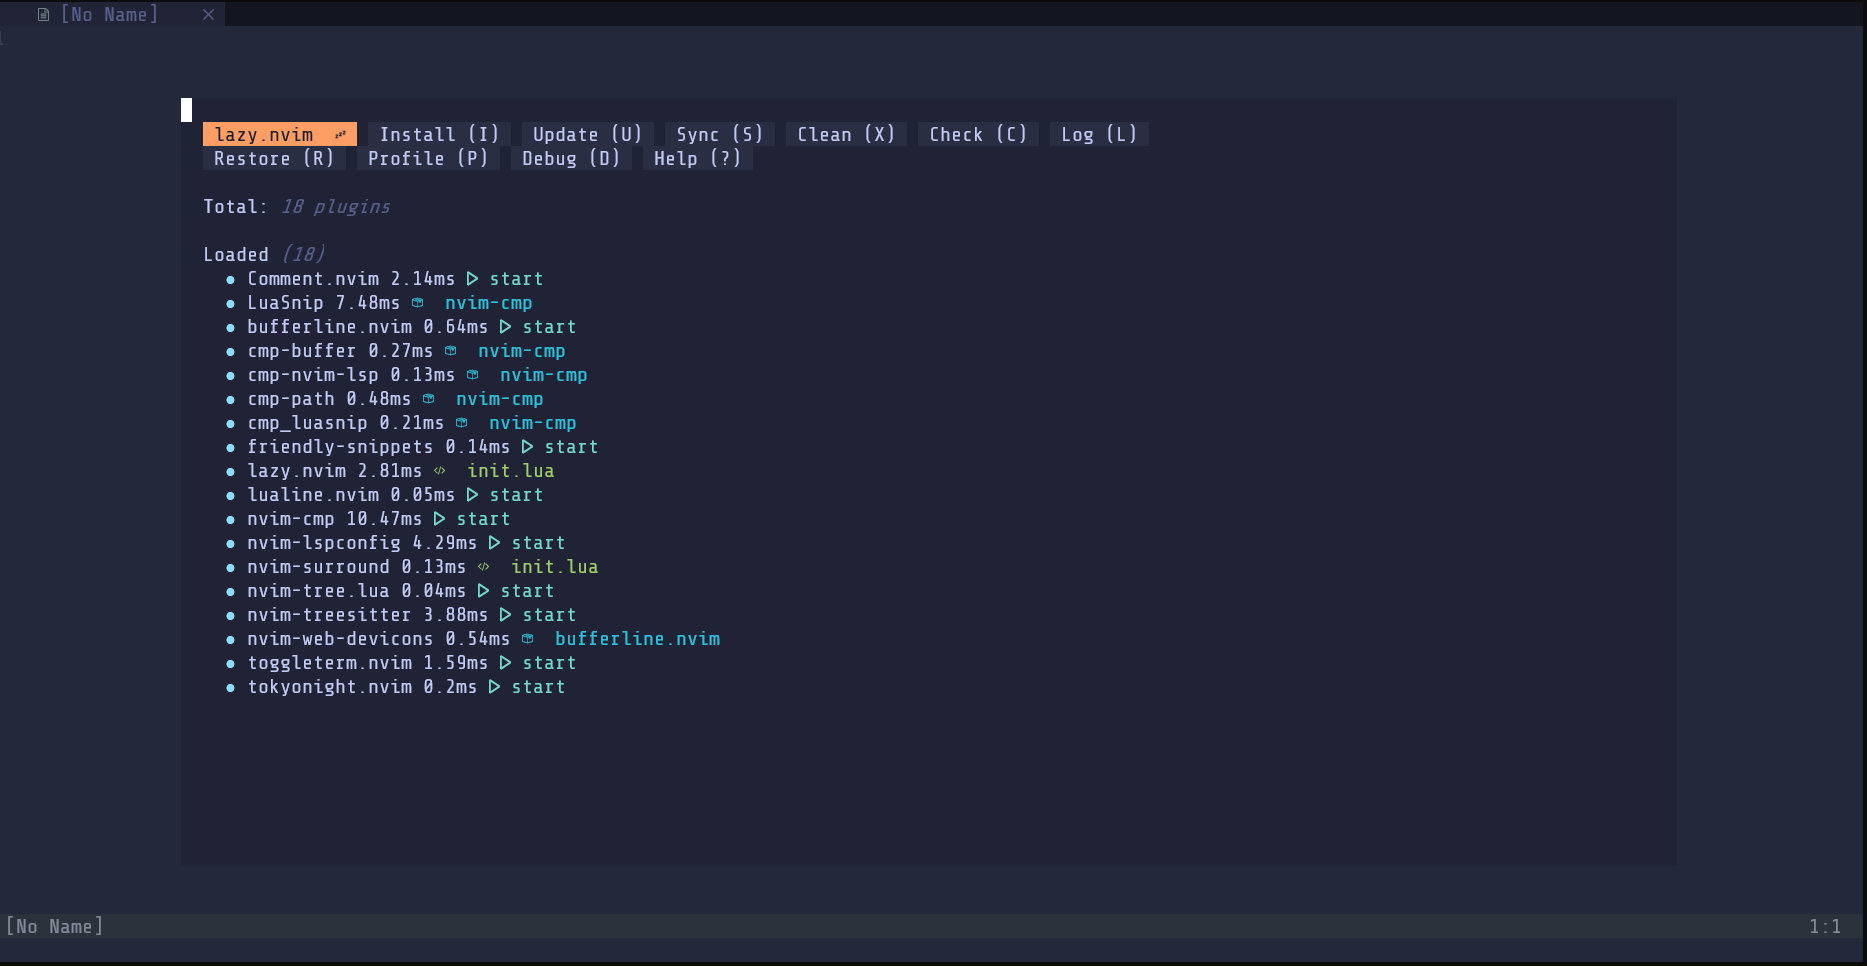 [No Name]
1
lazy.nvim 💤 Install (I) Update (U) Sync (S) Clean (X) Check (C) Log (L)
Restore (R) Profile (P) Debug (D) Help (?)
Total: 18 plugins
Loaded (18)
● Comment.nvim 2.14ms ▷ start
● LuaSnip 7.48ms nvim-cmp
● bufferline.nvim 0.64ms ▷ start
● cmp-buffer 0.27ms nvim-cmp
● cmp-nvim-lsp 0.13ms nvim-cmp
● cmp-path 0.48ms nvim-cmp
● cmp_luasnip 0.21ms nvim-cmp
● friendly-snippets 0.14ms ▷ start
● lazy.nvim 2.81ms </> init.lua
● lualine.nvim 0.05ms ▷ start
● nvim-cmp 10.47ms ▷ start
● nvim-lspconfig 4.29ms ▷ start
● nvim-surround 0.13ms </> init.lua
● nvim-tree.lua 0.04ms ▷ start
● nvim-treesitter 3.88ms ▷ start
● nvim-web-devicons 0.54ms bufferline.nvim
● toggleterm.nvim 1.59ms ▷ start
● tokyonight.nvim 0.2ms ▷ start
[No Name] 1:1